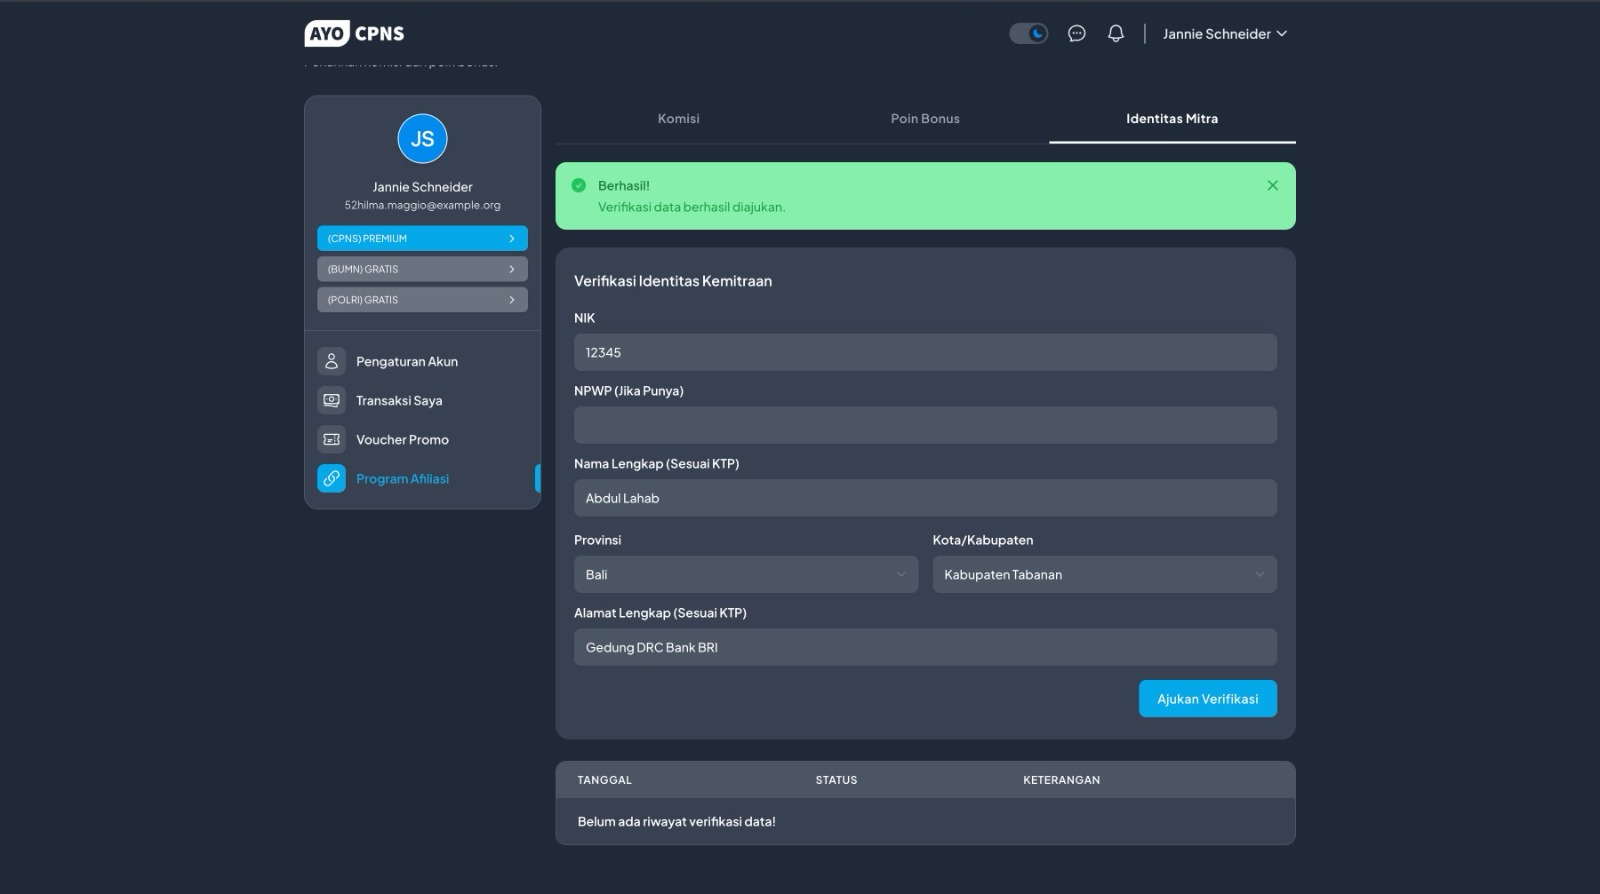 AYO CPNS
Jannie Schneider
Komisi
Poin Bonus
Identitas Mitra
JS
Jannie Schneider
52hilma.maggio@example.org
(CPNS) PREMIUM
(BUMN) GRATIS
(POLRI) GRATIS
Pengaturan Akun
Transaksi Saya
Voucher Promo
Program Afiliasi
Berhasil!
Verifikasi data berhasil diajukan.
Verifikasi Identitas Kemitraan
NIK
12345
NPWP (Jika Punya)
Nama Lengkap (Sesuai KTP)
Abdul Lahab
Provinsi
Kota/Kabupaten
Bali
Kabupaten Tabanan
Alamat Lengkap (Sesuai KTP)
Gedung DRC Bank BRI
Ajukan Verifikasi
TANGGAL STATUS KETERANGAN
Belum ada riwayat verifikasi data!